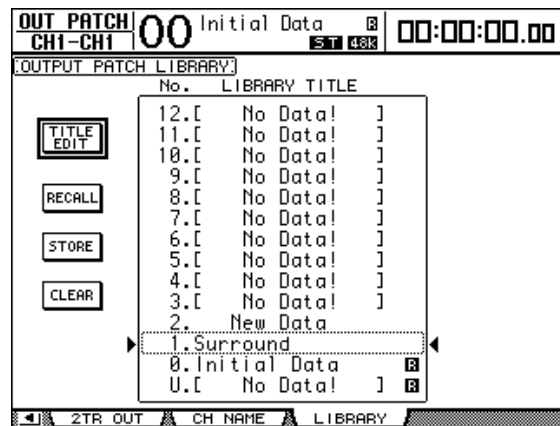 OUT PATCH
CH1-CH1
00 Initial Data R
ST 48K
00:00:00.00
OUTPUT PATCH LIBRARY
No. LIBRARY TITLE
12.[ No Data! ]
11.[ No Data! ]
10.[ No Data! ]
9.[ No Data! ]
8.[ No Data! ]
7.[ No Data! ]
6.[ No Data! ]
5.[ No Data! ]
4.[ No Data! ]
3.[ No Data! ]
2. New Data
1.Surround
0.Initial Data R
U.[ No Data! ] R
TITLE EDIT
RECALL
STORE
CLEAR
2TR OUT
CH NAME
LIBRARY